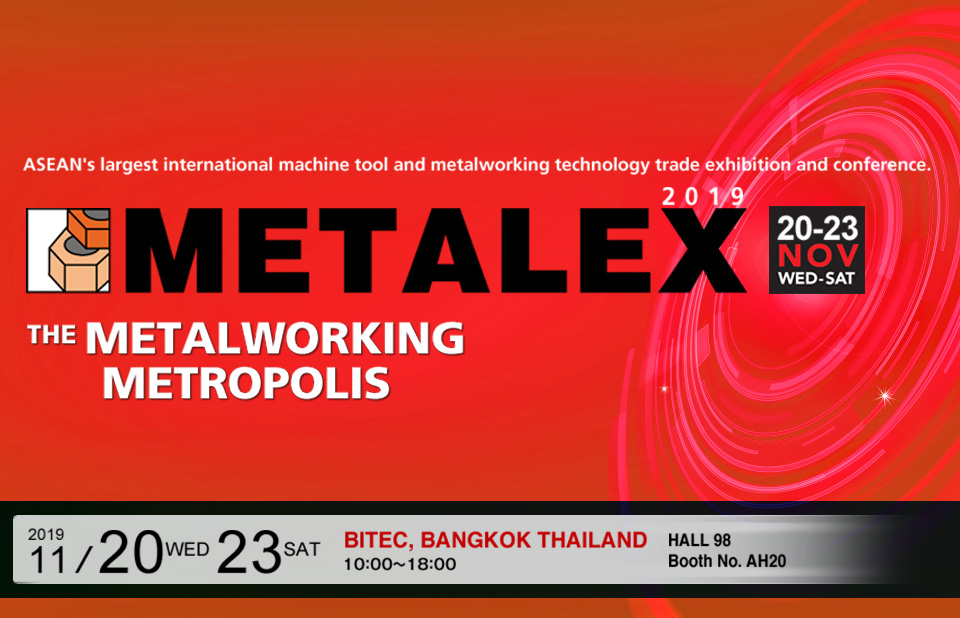 ASEAN's largest international machine tool and metalworking technology trade exhibition and conference.
2019
METALEX
20-23
NOV
WED-SAT
THE METALWORKING
METROPOLIS
2019
11/20WED 23SAT
BITEC, BANGKOK THAILAND
10:00~18:00
HALL 98
Booth No. AH20